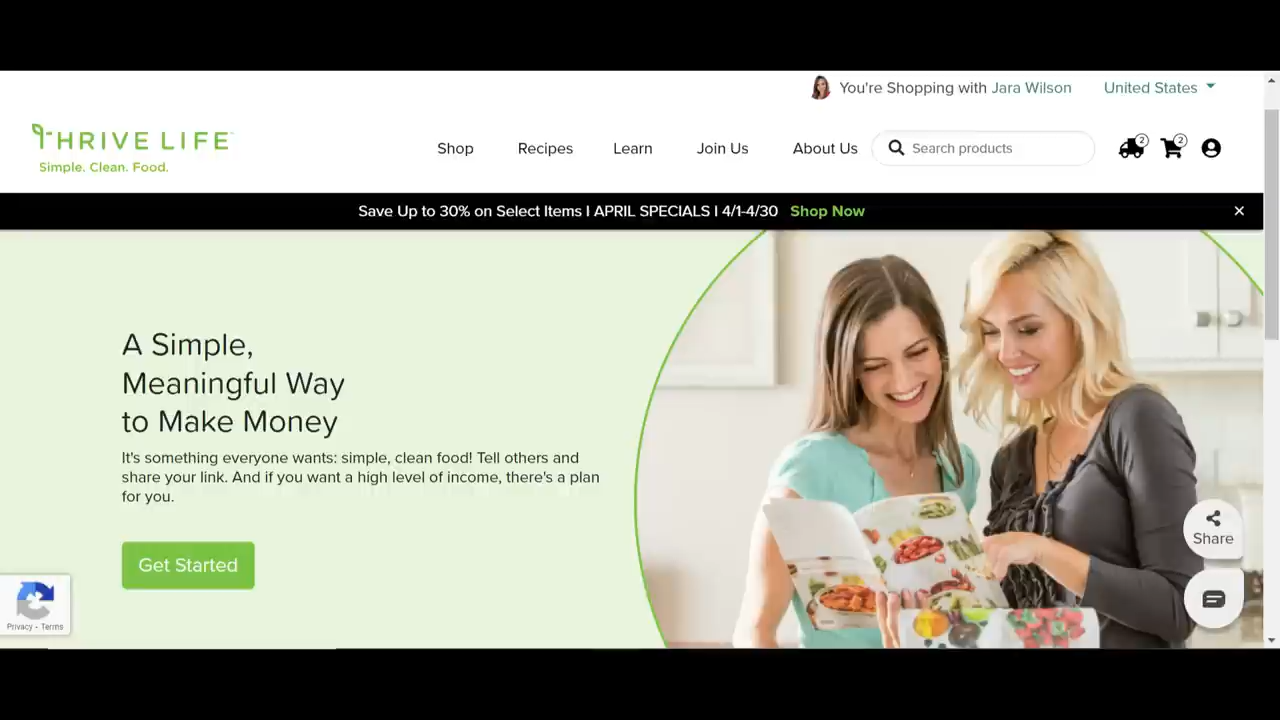 You're Shopping with Jara Wilson
United States
THRIVE LIFE
Simple. Clean. Food.
Shop
Recipes
Learn
Join Us
About Us
Search products
2
2
Save Up to 30% on Select Items I APRIL SPECIALS I 4/1-4/30 Shop Now
A Simple,
Meaningful Way
to Make Money
It's something everyone wants: simple, clean food! Tell others and
share your link. And if you want a high level of income, there's a plan
for you.
Get Started
Share
Privacy - Terms